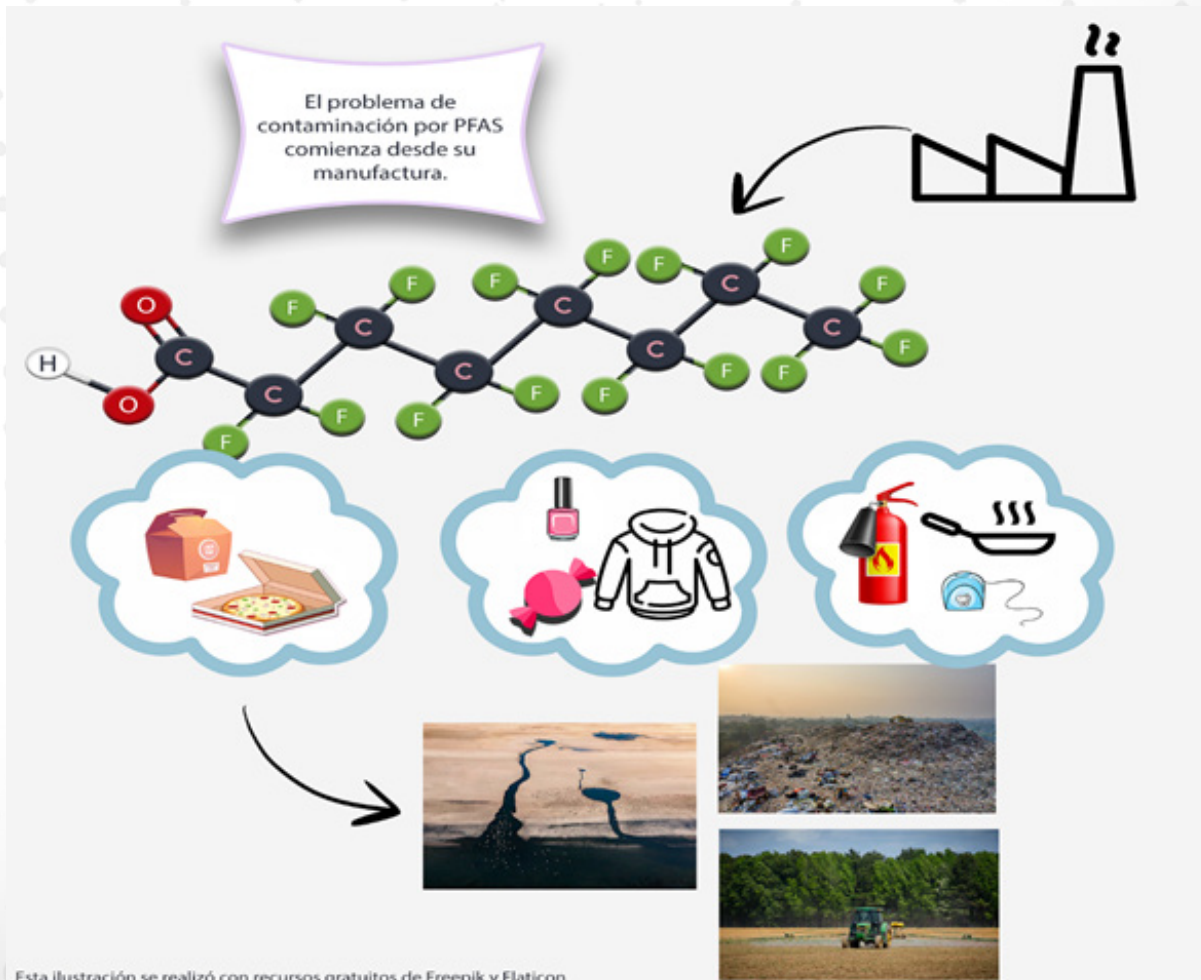 El problema de
contaminación por PFAS
comienza desde su
manufactura.
F
F
F
F
F
F
F
F
O
C
C
F
C
C
C
H
C
F
C
F
F
O
C
F
F
F
F
Esta ilustración se realizó con recursos gratuitos de Freepik y Flaticon